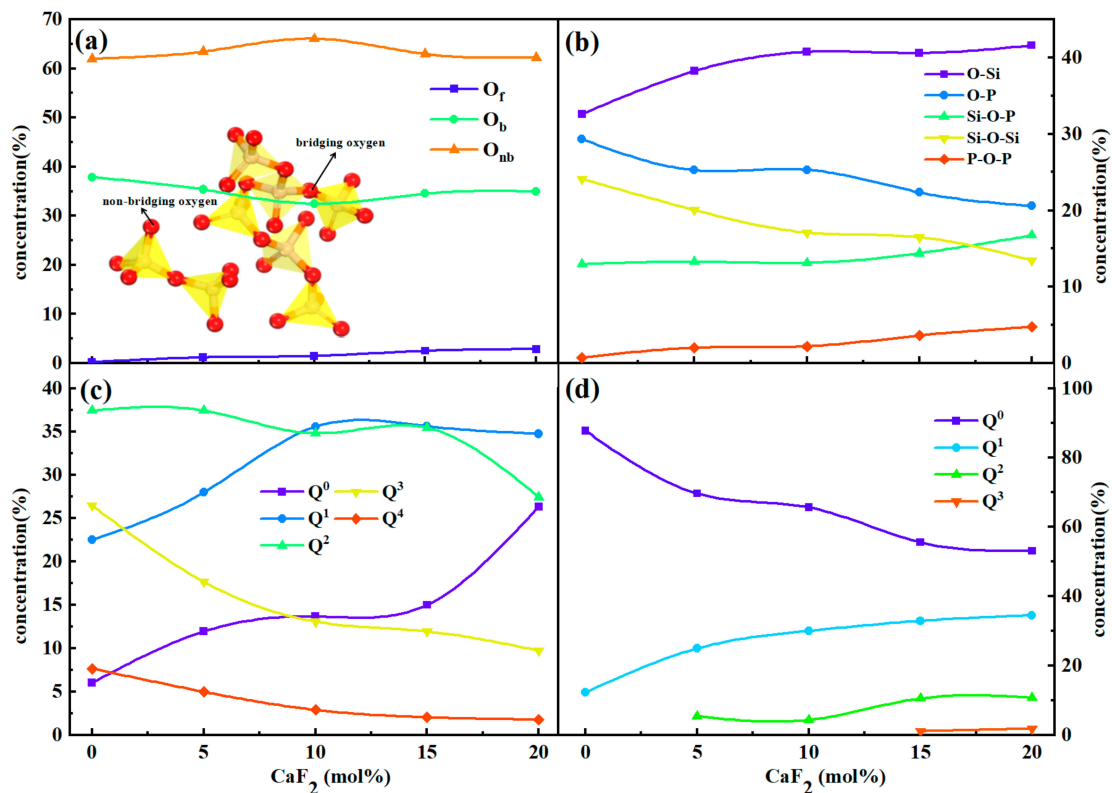 (a)
concentration(%)
70
60
50
40
30
20
10
0
O_f
O_b
O_nb
bridging oxygen
non-bridging oxygen
(b)
O-Si
O-P
Si-O-P
Si-O-Si
P-O-P
40
30
20
10
0
concentration(%)
(c)
concentration(%)
40
35
30
25
20
15
10
5
0
Q^0 Q^3
Q^1 Q^4
Q^2
0 5 10 15 20
CaF_2 (mol%)
(d)
Q^0
Q^1
Q^2
Q^3
100
80
60
40
20
0
concentration(%)
0 5 10 15 20
CaF_2 (mol%)